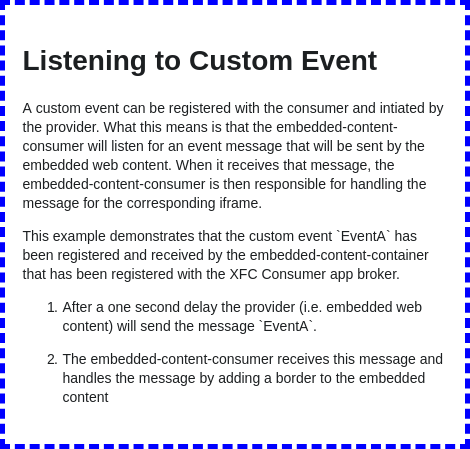 Listening to Custom Event
A custom event can be registered with the consumer and intiated by
the provider. What this means is that the embedded-content-
consumer will listen for an event message that will be sent by the
embedded web content. When it receives that message, the
embedded-content-consumer is then responsible for handling the
message for the corresponding iframe.
This example demonstrates that the custom event `EventA` has
been registered and received by the embedded-content-container
that has been registered with the XFC Consumer app broker.
1. After a one second delay the provider (i.e. embedded web
content) will send the message `EventA`.
2. The embedded-content-consumer receives this message and
handles the message by adding a border to the embedded
content